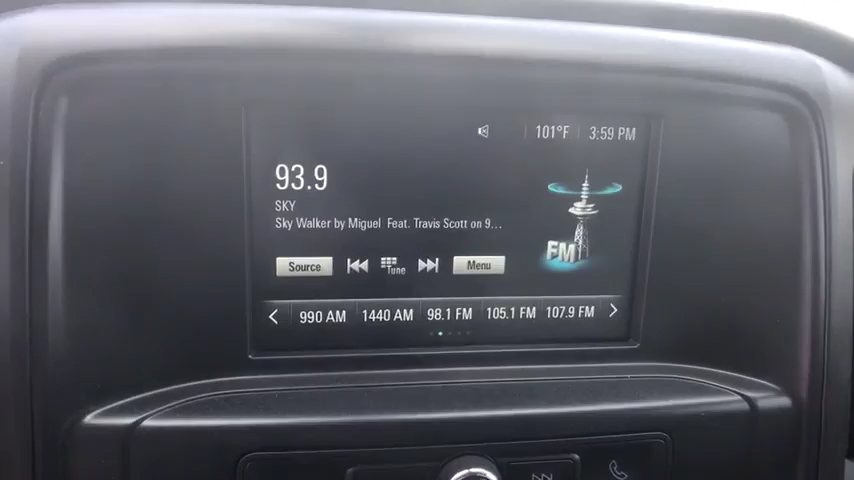 101°F 3:59 PM
93.9
SKY
Sky Walker by Miguel Feat. Travis Scott on 9...
FM
Source Tune Menu
990 AM 1440 AM 98.1 FM 105.1 FM 107.9 FM